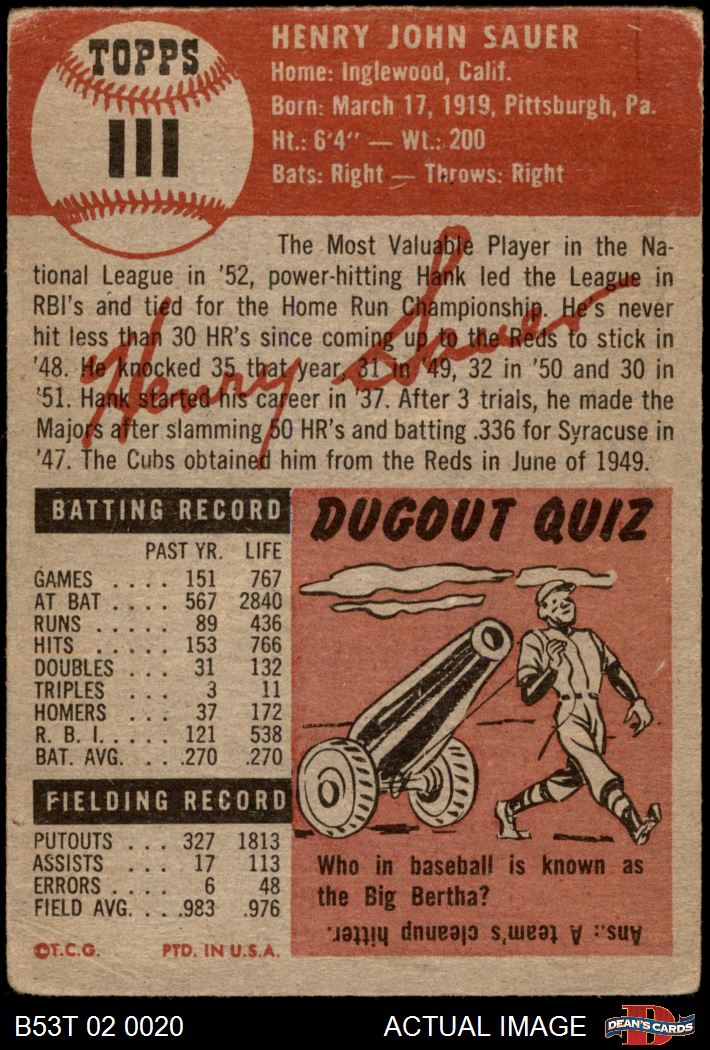 TOPPS
111
HENRY JOHN SAUER
Home: Inglewood, Calif.
Born: March 17, 1919, Pittsburgh, Pa.
Ht.: 6'4" — Wt.: 200
Bats: Right — Throws: Right
The Most Valuable Player in the Na-
tional League in '52, power-hitting Hank led the League in
RBI's and tied for the Home Run Championship. He's never
hit less than 30 HR's since coming up to the Reds to stick in
'48. He knocked 35 that year, 31 in '49, 32 in '50 and 30 in
'51. Hank started his career in '37. After 3 trials, he made the
Majors after slamming 50 HR's and batting .336 for Syracuse in
'47. The Cubs obtained him from the Reds in June of 1949.
Henry Sauer
BATTING RECORD
PAST YR. LIFE
GAMES . . . . 151 767
AT BAT . . . . 567 2840
RUNS . . . . . 89 436
HITS . . . . . 153 766
DOUBLES . . . 31 132
TRIPLES . . . 3 11
HOMERS . . . 37 172
R. B. I. . . . . 121 538
BAT. AVG. . . .270 .270
FIELDING RECORD
PUTOUTS . . . 327 1813
ASSISTS . . . 17 113
ERRORS . . . . 6 48
FIELD AVG. . . .983 .976
©T.C.G. PTD. IN U.S.A.
DUGOUT QUIZ
Who in baseball is known as
the Big Bertha?
Ans.: A team's cleanup hitter.
B53T 02 0020
ACTUAL IMAGE
D
DEAN'S CARDS